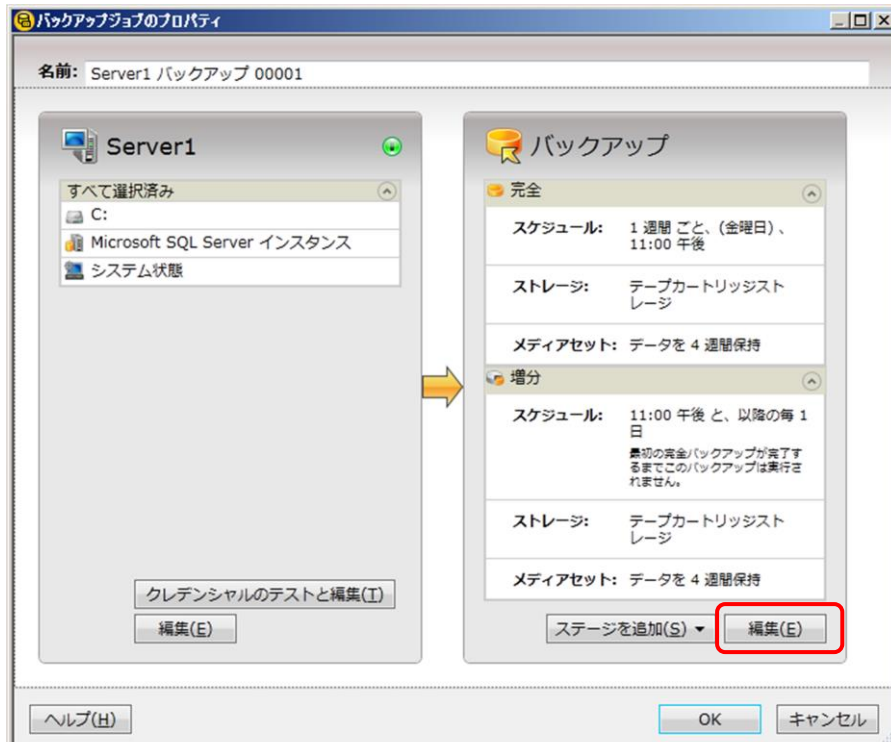 バックアップジョブのプロパティ
名前: Server1 バックアップ 00001
Server1
すべて選択済み
C:
Microsoft SQL Server インスタンス
システム状態
クレデンシャルのテストと編集(T)
編集(E)
バックアップ
完全
スケジュール: 1 週間 ごと、(金曜日) 、
11:00 午後
ストレージ: テープカートリッジスト
レージ
メディアセット: データを 4 週間保持
増分
スケジュール: 11:00 午後 と、以降の毎 1
日
最初の完全バックアップが完了す
るまでこのバックアップは実行さ
れません。
ストレージ: テープカートリッジスト
レージ
メディアセット: データを 4 週間保持
ステージを追加(S)
編集(E)
ヘルプ(H)
OK
キャンセル